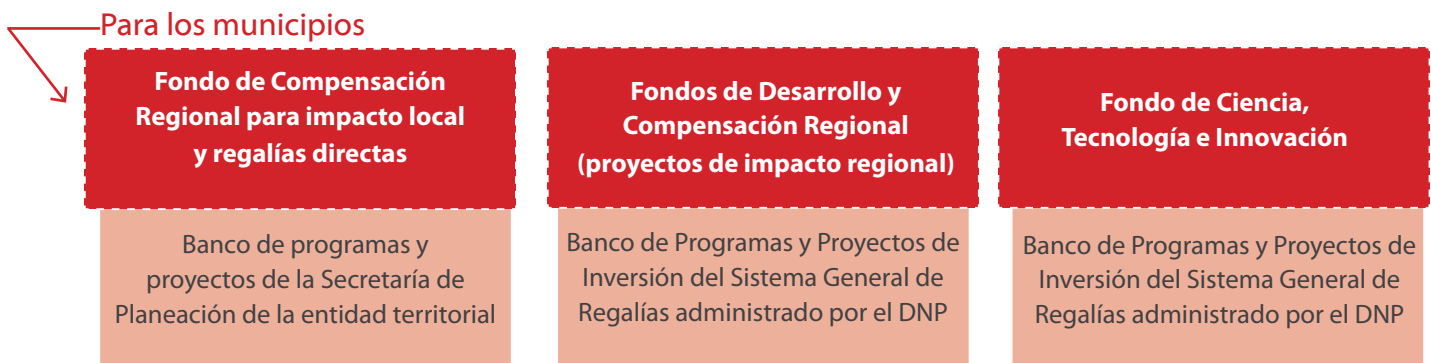 Para los municipios
Fondo de Compensación
Regional para impacto local
y regalías directas
Banco de programas y
proyectos de la Secretaría de
Planeación de la entidad territorial
Fondos de Desarrollo y
Compensación Regional
(proyectos de impacto regional)
Banco de Programas y Proyectos de
Inversión del Sistema General de
Regalías administrado por el DNP
Fondo de Ciencia,
Tecnología e Innovación
Banco de Programas y Proyectos de
Inversión del Sistema General de
Regalías administrado por el DNP